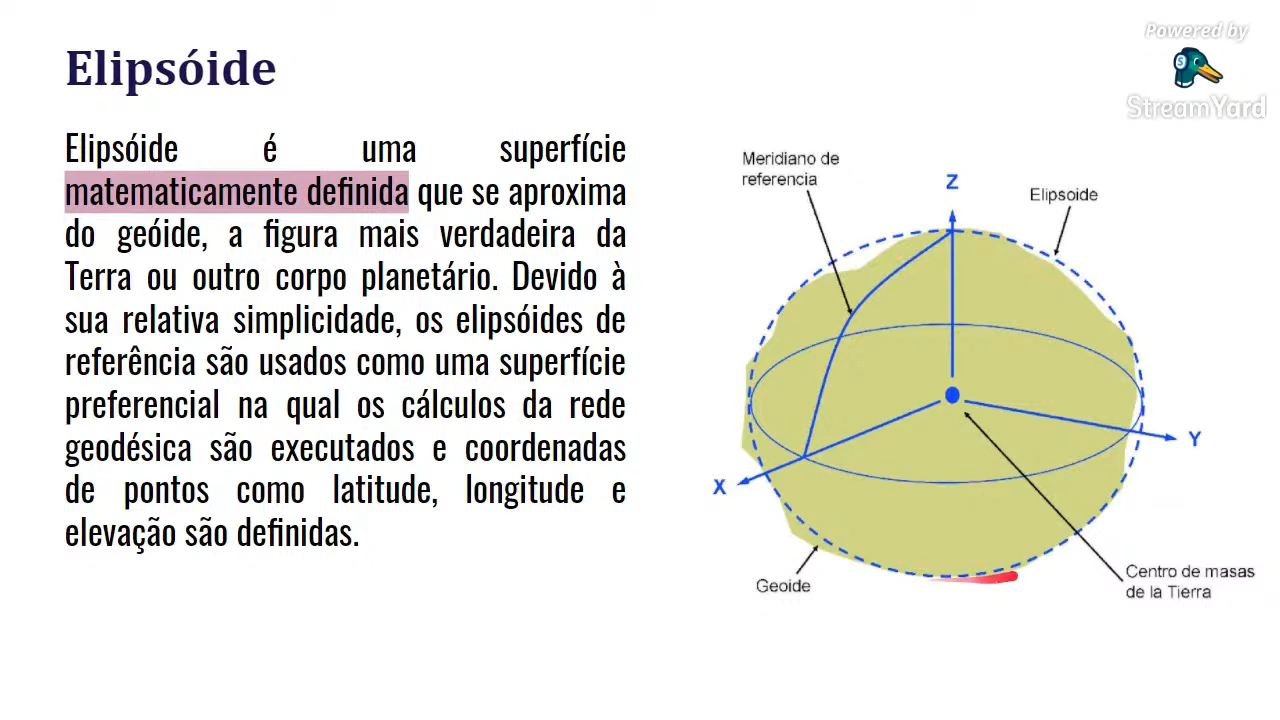 Elipsóide
Elipsóide é uma superfície
matematicamente definida que se aproxima
do geóide, a figura mais verdadeira da
Terra ou outro corpo planetário. Devido à
sua relativa simplicidade, os elipsóides de
referência são usados como uma superfície
preferencial na qual os cálculos da rede
geodésica são executados e coordenadas
de pontos como latitude, longitude e
elevação são definidas.
Powered by
S
StreamYard
Meridiano de
referencia
Z
Elipsoide
Y
X
Geoide
Centro de masas
de la Tierra